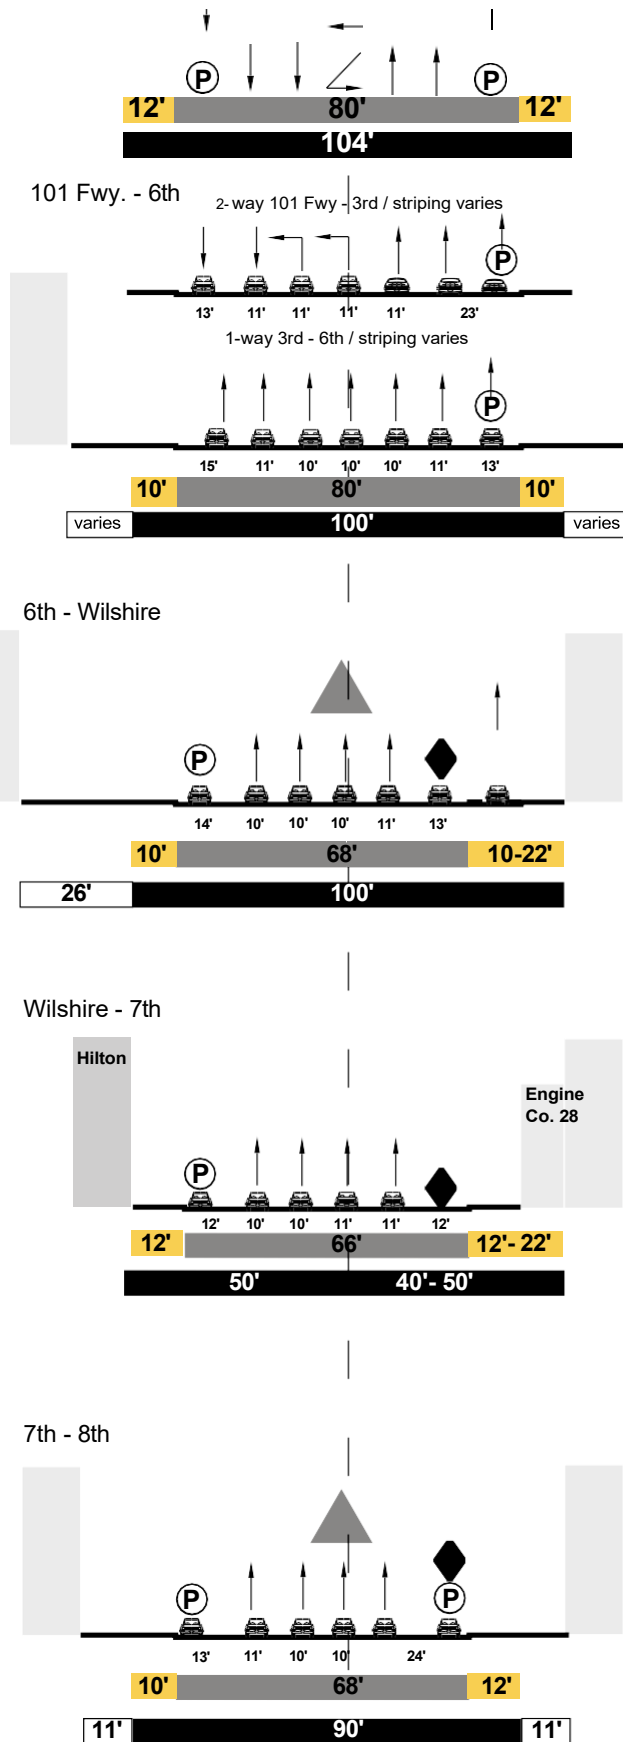 P P
12' 80' 12'
104'
101 Fwy. - 6th
2- way 101 Fwy - 3rd / striping varies
P
13' 11' 11' 11' 11' 23'
1-way 3rd - 6th / striping varies
P
15' 11' 10' 10' 10' 11' 13'
10' 80' 10'
varies 100' varies
6th - Wilshire
P
14' 10' 10' 10' 11' 13'
10' 68' 10-22'
26' 100'
Wilshire - 7th
Hilton
Engine
Co. 28
P
12' 10' 10' 11' 11' 12'
12' 66' 12'- 22'
50' 40'- 50'
7th - 8th
P P
13' 11' 10' 10' 24'
10' 68' 12'
11' 90' 11'